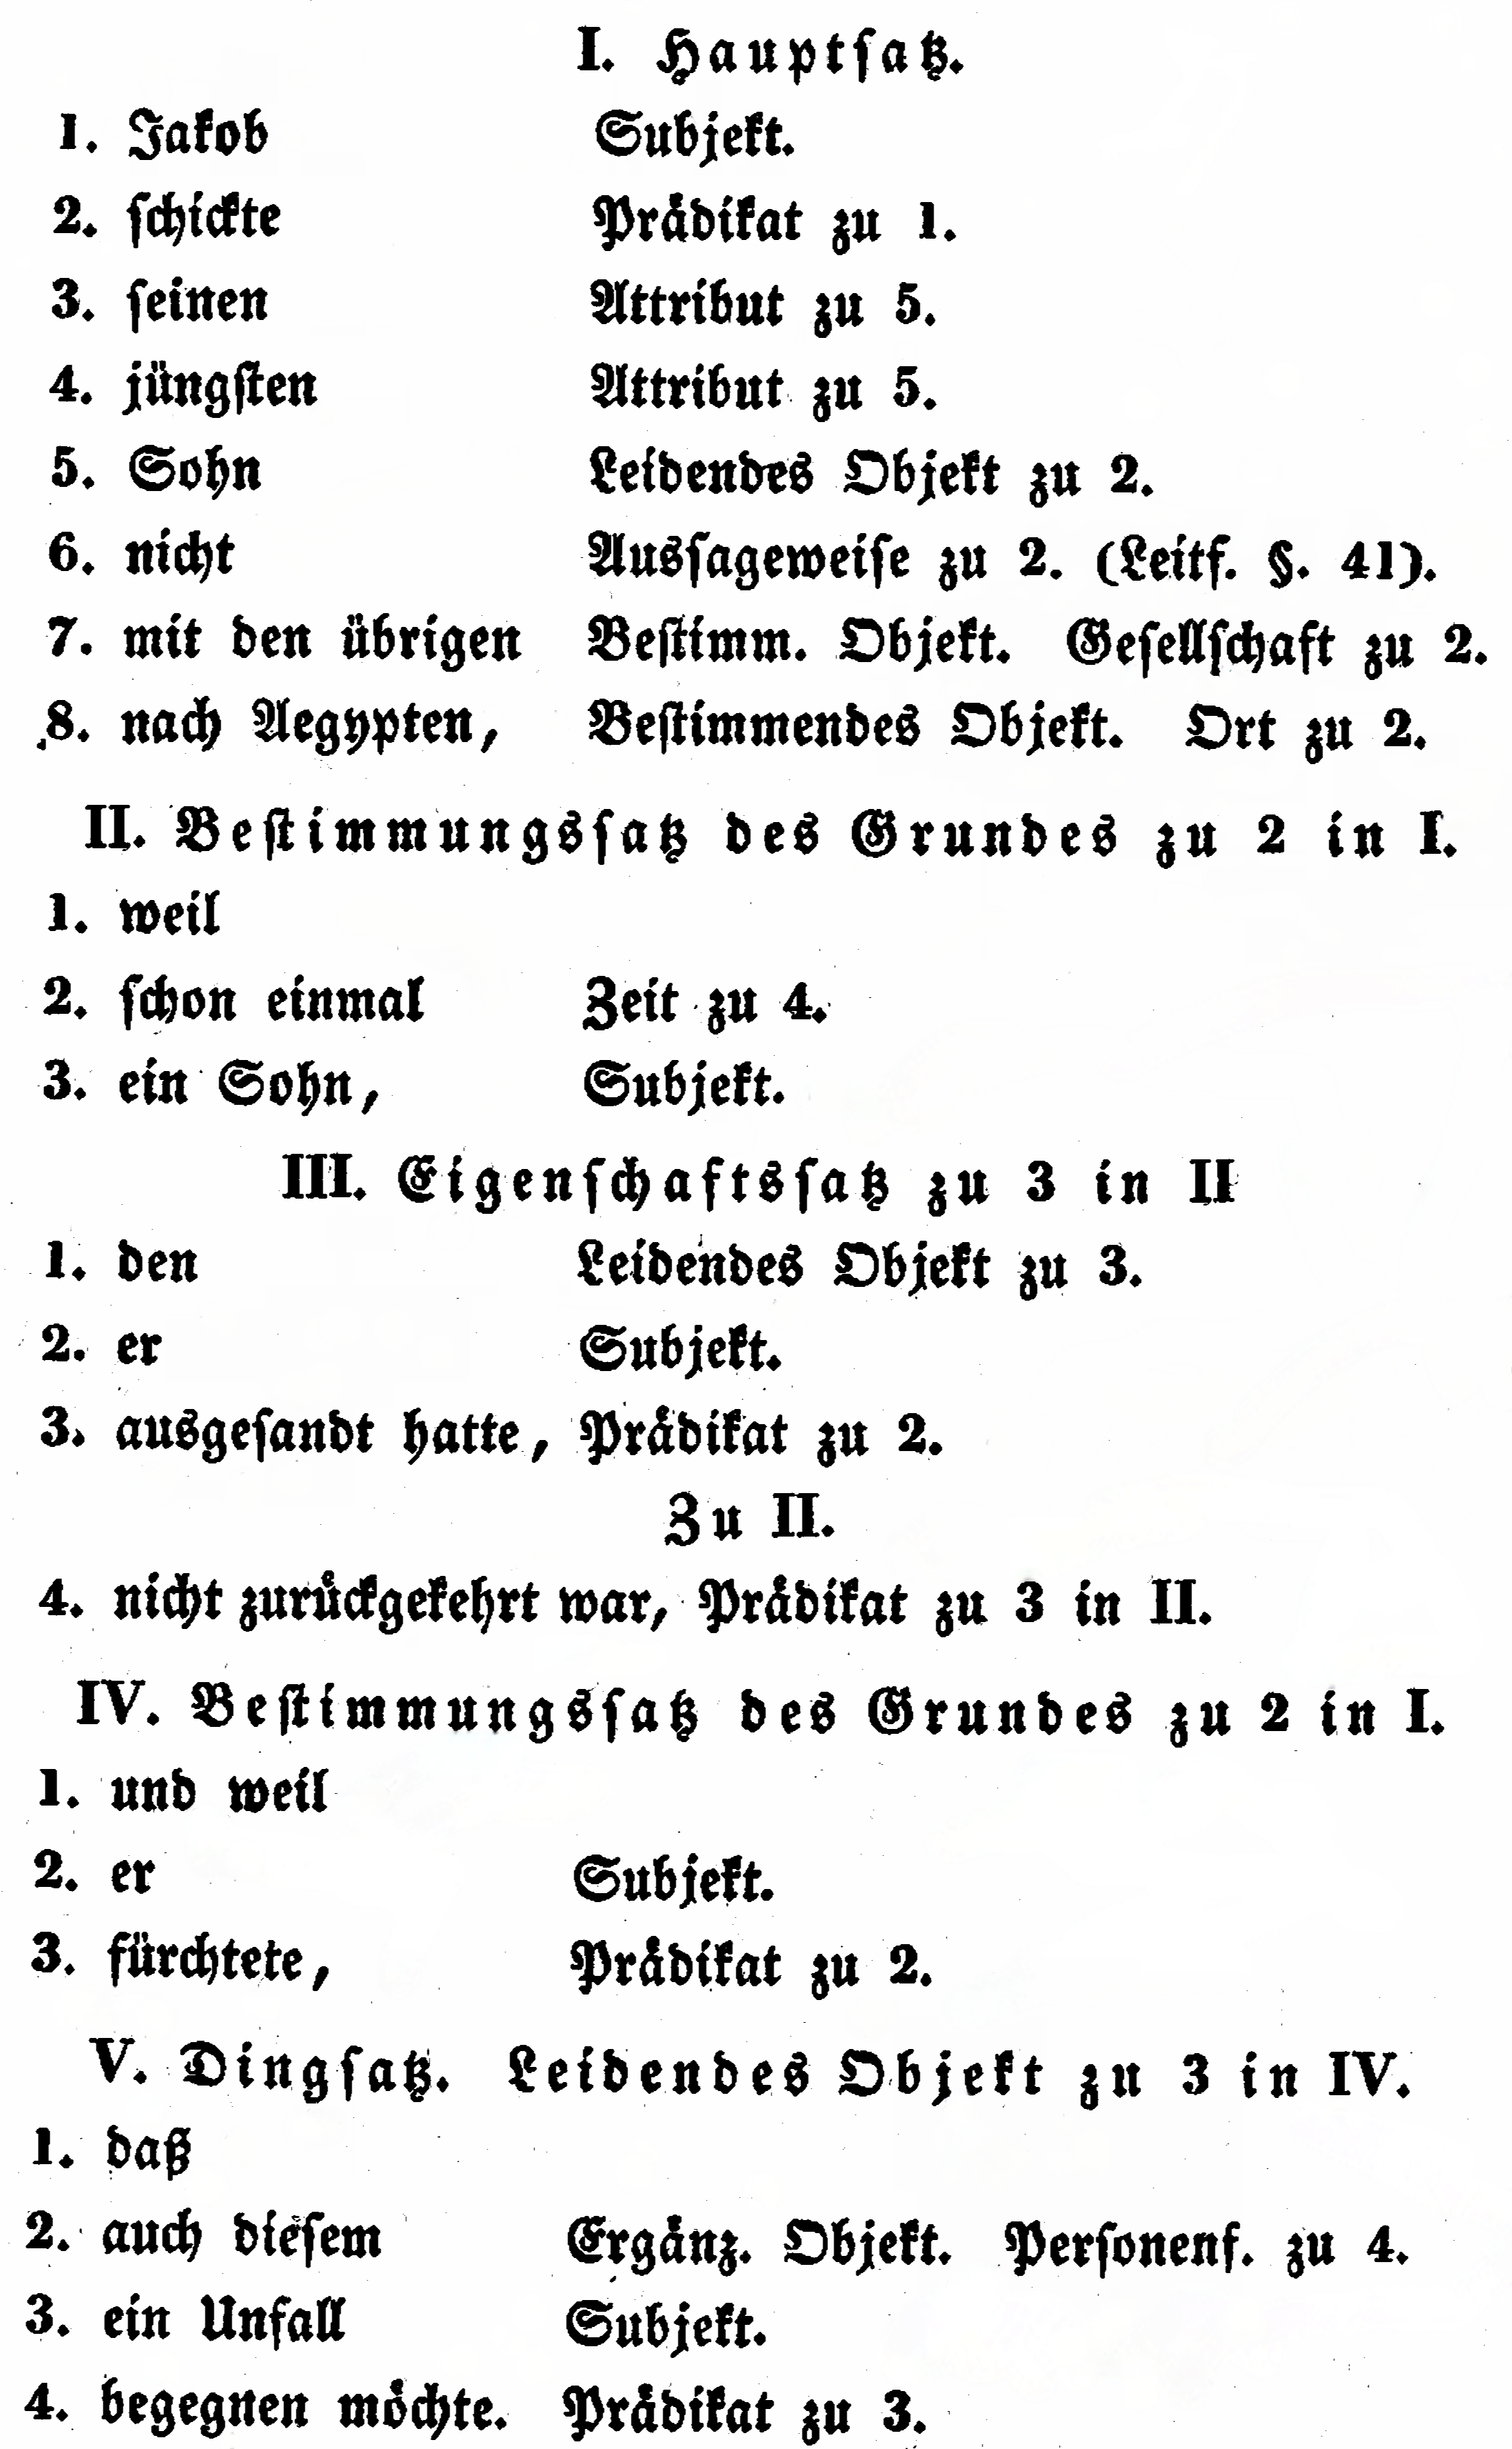 I. Hauptſatz.
1. Jakob Subjekt.
2. ſchickte Prädikat zu 1.
3. ſeinen Attribut zu 5.
4. jüngſten Attribut zu 5.
5. Sohn Leidendes Objekt zu 2.
6. nicht Ausſageweiſe zu 2. (Leitf. §. 41).
7. mit den übrigen Beſtimm. Objekt. Geſellſchaft zu 2.
8. nach Aegypten, Beſtimmendes Objekt. Ort zu 2.
II. Beſtimmungsſatz des Grundes zu 2 in I.
1. weil
2. ſchon einmal Zeit zu 4.
3. ein Sohn, Subjekt.
III. Eigenſchaftsſatz zu 3 in II
1. den Leidendes Objekt zu 3.
2. er Subjekt.
3. ausgeſandt hatte, Prädikat zu 2.
Zu II.
4. nicht zurückgekehrt war, Prädikat zu 3 in II.
IV. Beſtimmungsſatz des Grundes zu 2 in I.
1. und weil
2. er Subjekt.
3. fürchtete, Prädikat zu 2.
V. Dingſatz. Leidendes Objekt zu 3 in IV.
1. daß
2. auch dieſem Ergänz. Objekt. Perſonenf. zu 4.
3. ein Unfall Subjekt.
4. begegnen möchte. Prädikat zu 3.